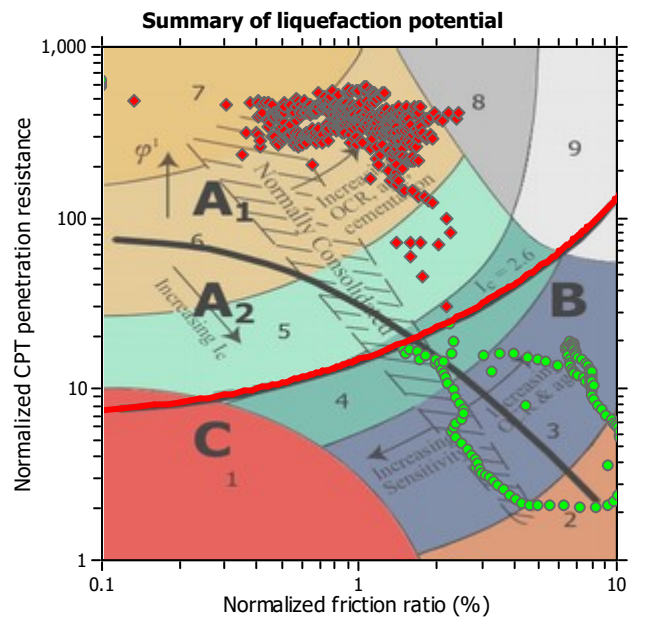 Summary of liquefaction potential
Normalized CPT penetration resistance
1,000
100
10
1
7
8
9
φ'
A1
Normally Consolidated
Increasing
OCR,
cementation
6
Increasing Ic
A2
5
Ic = 2.6
B
4
Increasing
OCR & age
3
Increasing
Sensitivity
C
1
2
0.1
1
10
Normalized friction ratio (%)